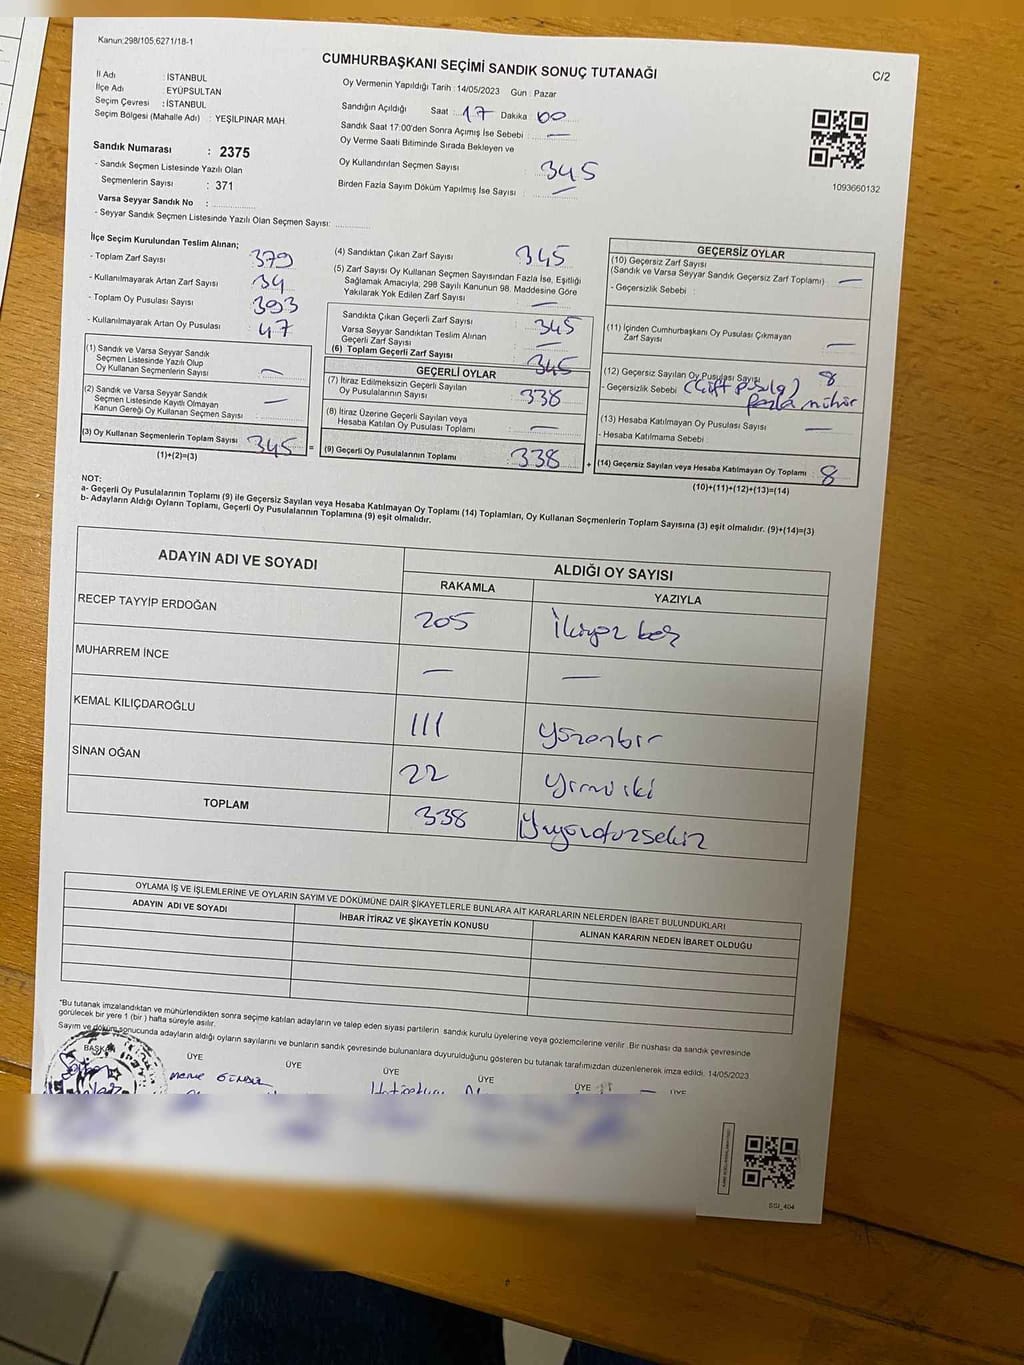 Kanun:298/105,6271/18-1
CUMHURBAŞKANI SEÇİMİ SANDIK SONUÇ TUTANAĞI
C/2
İl Adı : İSTANBUL
İlçe Adı : EYÜPSULTAN
Seçim Çevresi : İSTANBUL
Seçim Bölgesi (Mahalle Adı) : YEŞİLPINAR MAH.
Oy Vermenin Yapıldığı Tarih : 14/05/2023 Gün : Pazar
Sandığın Açıldığı Saat : 17 Dakika 00
Sandık Saat 17:00'den Sonra Açımış İse Sebebi : —
Oy Verme Saati Bitiminde Sırada Bekleyen ve
Oy Kullandırılan Seçmen Sayısı : 345
Birden Fazla Sayım Döküm Yapılmış İse Sayısı : —
1093660132
Sandık Numarası : 2375
- Sandık Seçmen Listesinde Yazılı Olan
Seçmenlerin Sayısı : 371
Varsa Seyyar Sandık No :
- Seyyar Sandık Seçmen Listesinde Yazılı Olan Seçmen Sayısı:
İlçe Seçim Kurulundan Teslim Alınan;
- Toplam Zarf Sayısı : 379
- Kullanılmayarak Artan Zarf Sayısı : 34
- Toplam Oy Pusulası Sayısı : 393
- Kullanılmayarak Artan Oy Pusulası : 47
(1) Sandık ve Varsa Seyyar Sandık
Seçmen Listesinde Yazılı Olup
Oy Kullanan Seçmenlerin Sayısı : —
(2) Sandık ve Varsa Seyyar Sandık
Seçmen Listesinde Kayıtlı Olmayan
Kanun Gereği Oy Kullanan Seçmen Sayısı : —
(3) Oy Kullanan Seçmenlerin Toplam Sayısı : 345 =
(1)+(2)=(3)
(4) Sandıktan Çıkan Zarf Sayısı : 345
(5) Zarf Sayısı Oy Kullanan Seçmen Sayısından Fazla İse, Eşitliği
Sağlamak Amacıyla, 298 Sayılı Kanunun 98. Maddesine Göre
Yakılarak Yok Edilen Zarf Sayısı : —
Sandıkta Çıkan Geçerli Zarf Sayısı : 345
Varsa Seyyar Sandıktan Teslim Alınan
Geçerli Zarf Sayısı : —
(6) Toplam Geçerli Zarf Sayısı : 345
GEÇERLİ OYLAR
(7) İtiraz Edilmeksizin Geçerli Sayılan
Oy Pusulalarının Sayısı : 338
(8) İtiraz Üzerine Geçerli Sayılan veya
Hesaba Katılan Oy Pusulası Toplamı : —
(9) Geçerli Oy Pusulalarının Toplamı : 338 +
GEÇERSİZ OYLAR
(10) Geçersiz Zarf Sayısı
(Sandık ve Varsa Seyyar Sandık Geçersiz Zarf Toplamı) : —
- Geçersizlik Sebebi :
(11) İçinden Cumhurbaşkanı Oy Pusulası Çıkmayan
Zarf Sayısı : —
(12) Geçersiz Sayılan Oy Pusulası Sayısı : 8
- Geçersizlik Sebebi : (Çift pusula) fazla mühür
(13) Hesaba Katılmayan Oy Pusulası Sayısı : —
- Hesaba Katılmama Sebebi :
(14) Geçersiz Sayılan veya Hesaba Katılmayan Oy Toplamı : 8
(10)+(11)+(12)+(13)=(14)
NOT:
a- Geçerli Oy Pusulalarının Toplamı (9) ile Geçersiz Sayılan veya Hesaba Katılmayan Oy Toplamı (14) Toplamları, Oy Kullanan Seçmenlerin Toplam Sayısına (3) eşit olmalıdır. (9)+(14)=(3)
b- Adayların Aldığı Oyların Toplamı, Geçerli Oy Pusulalarının Toplamına (9) eşit olmalıdır.
ADAYIN ADI VE SOYADI ALDIĞI OY SAYISI
RAKAMLA YAZIYLA
RECEP TAYYİP ERDOĞAN 205 İkiyüz beş
MUHARREM İNCE — —
KEMAL KILIÇDAROĞLU 111 Yüzonbir
SİNAN OĞAN 22 Yirmi iki
TOPLAM 338 Üçyüzotuzsekiz
OYLAMA İŞ VE İŞLEMLERİNE VE OYLARIN SAYIM VE DÖKÜMÜNE DAİR ŞİKAYETLERLE BUNLARA AİT KARARLARIN NELERDEN İBARET BULUNDUKLARI
ADAYIN ADI VE SOYADI İHBAR İTİRAZ VE ŞİKAYETİN KONUSU ALINAN KARARIN NEDEN İBARET OLDUĞU
*Bu tutanak imzalandıktan ve mühürlendikten sonra seçime katılan adayların ve talep eden siyasi partilerin sandık kurulu üyelerine veya gözlemcilerine verilir. Bir nüshası da sandık çevresinde
görülecek bir yere 1 (bir) hafta süreyle asılır.
Sayım ve döküm sonucunda adayların aldığı oyların sayılarını ve bunların sandık çevresinde bulunanlara duyurulduğunu gösteren bu tutanak tarafımızdan düzenlenerek imza edildi. 14/05/2023
BAŞKAN ÜYE ÜYE ÜYE ÜYE ÜYE ÜYE
SSI_404